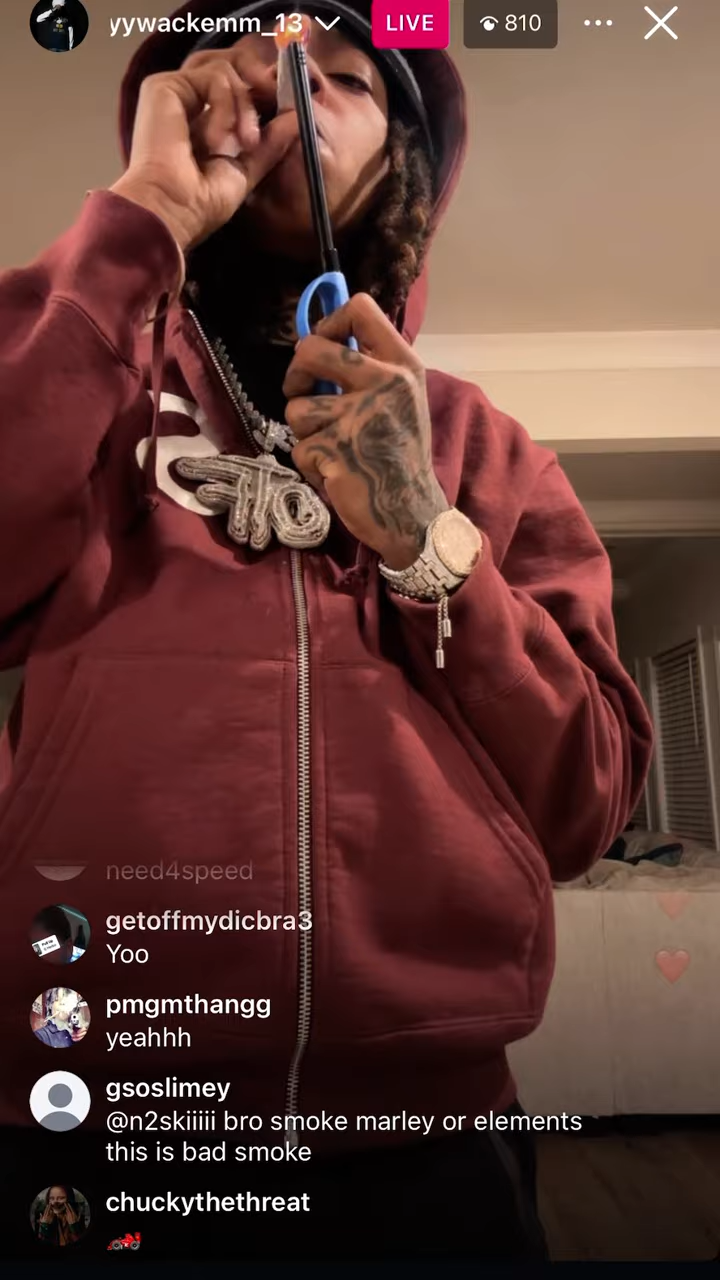 yywackemm_13
LIVE
810
need4speed
getoffmydicbra3
Yoo
pmgmthangg
yeahhh
gsoslimey
@n2skiiiii bro smoke marley or elements
this is bad smoke
chuckythethreat